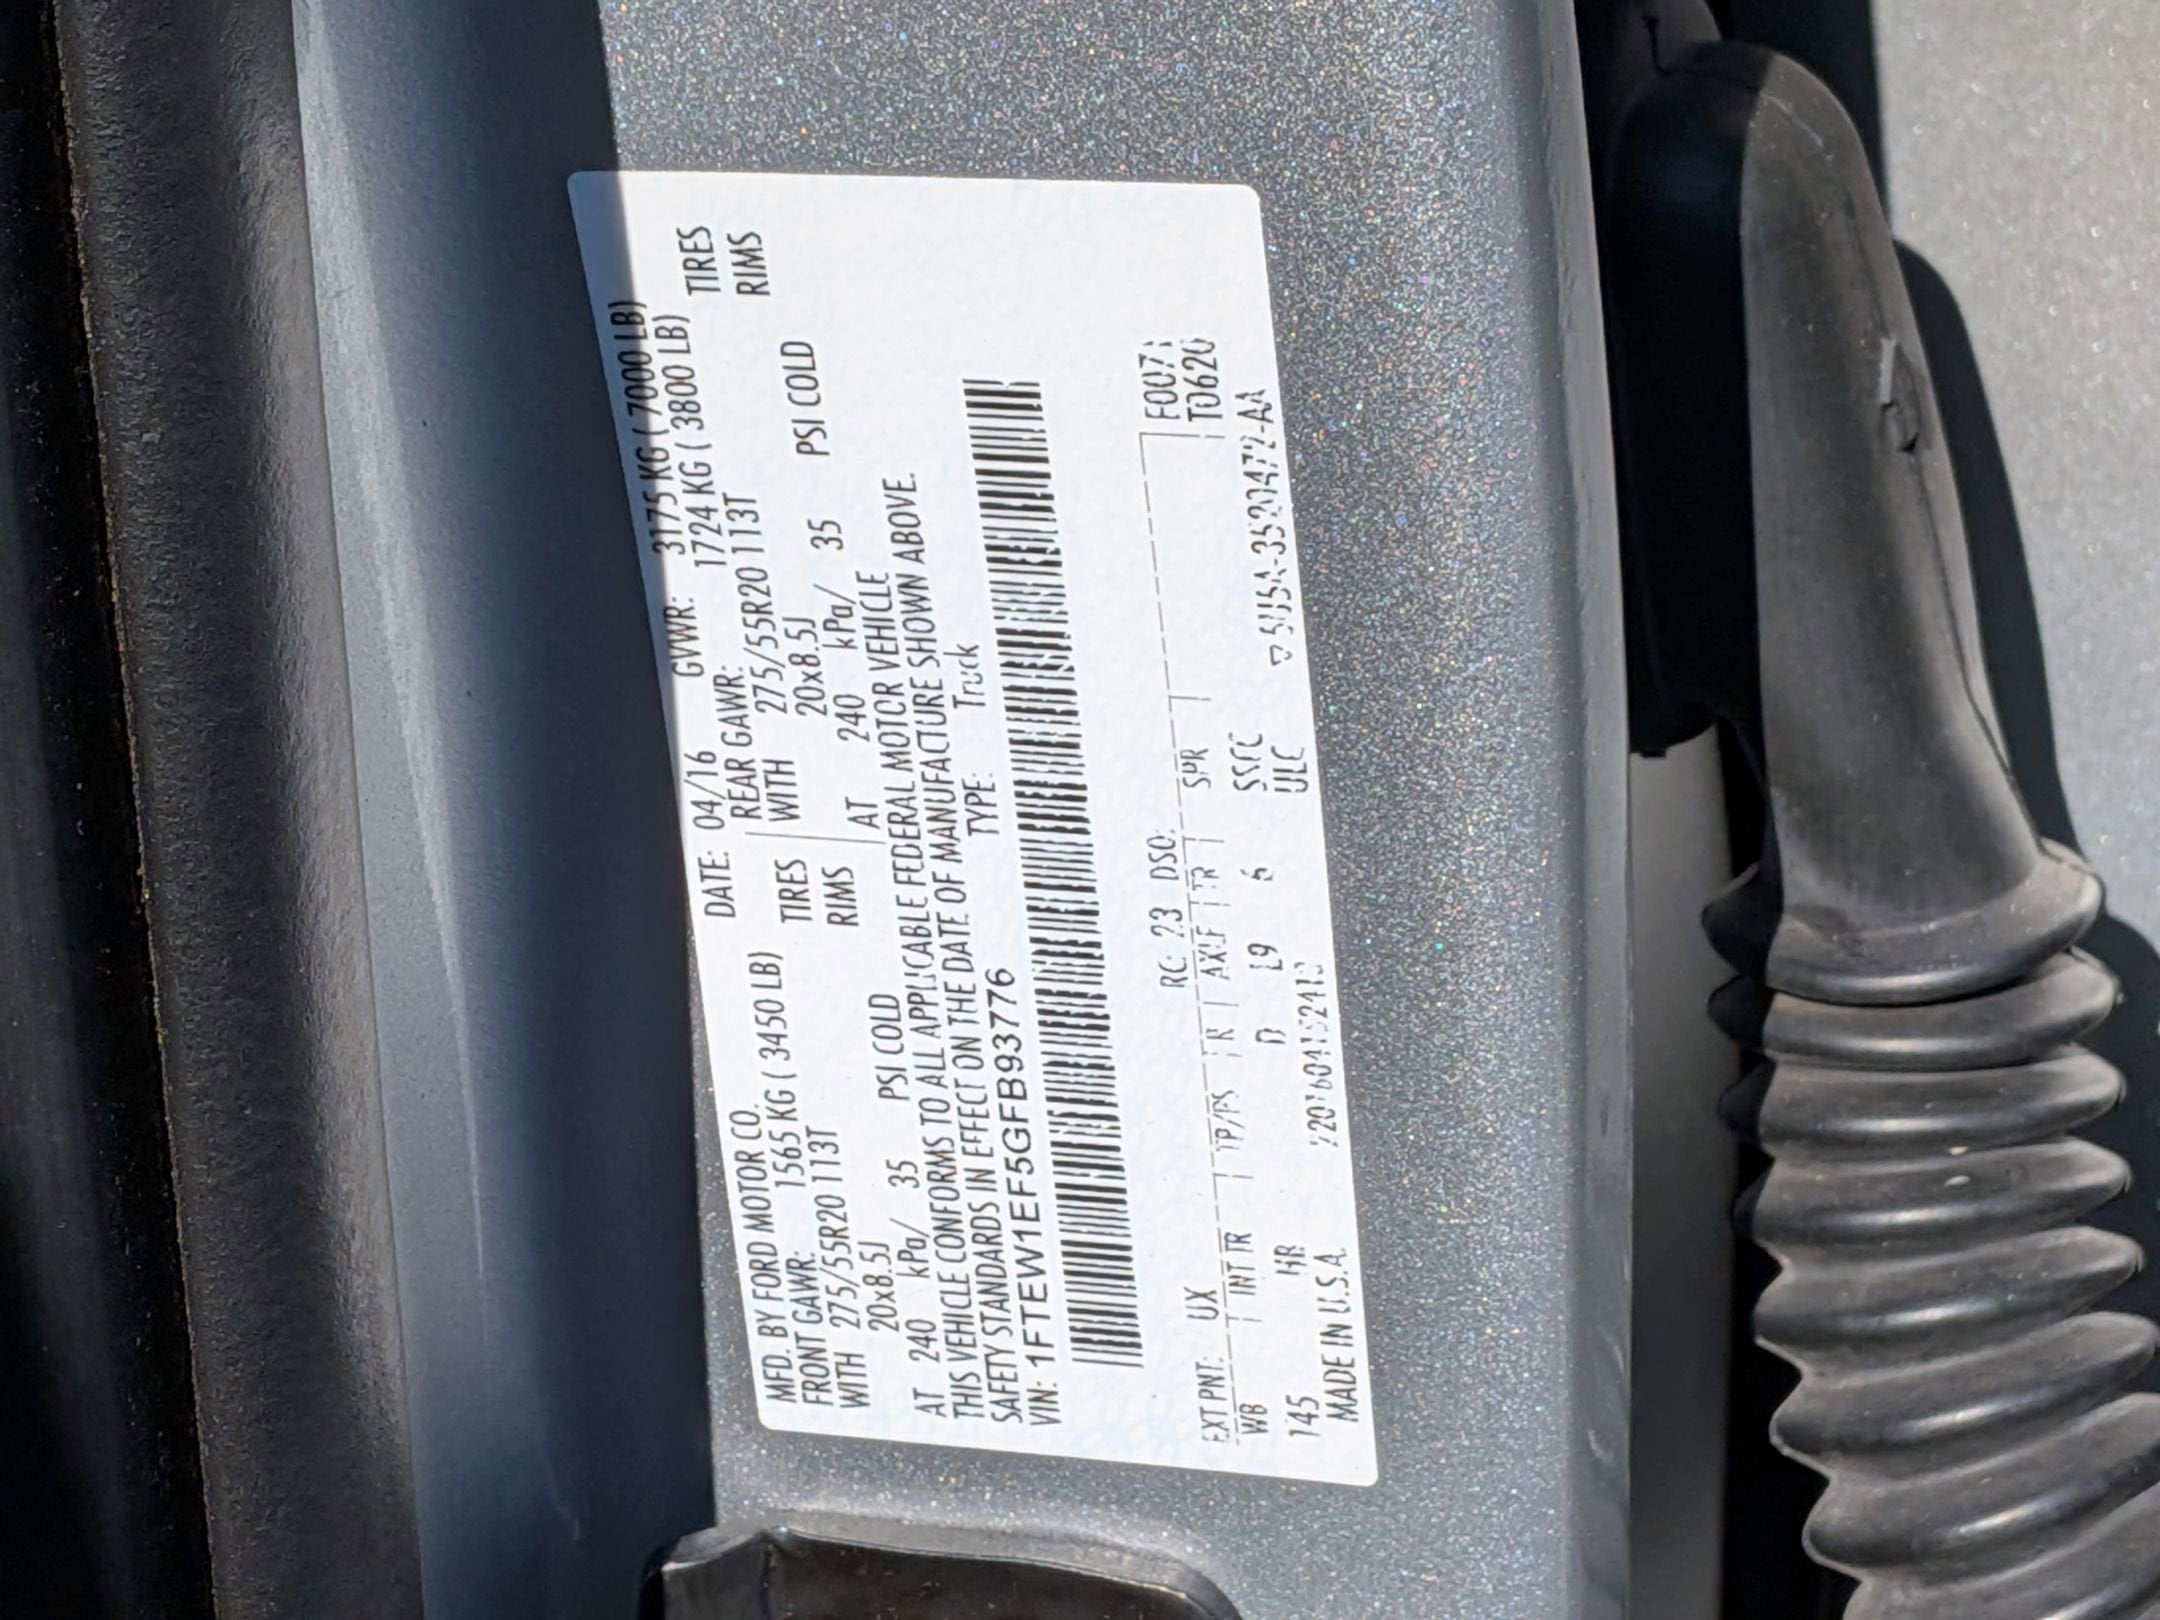 MFD. BY FORD MOTOR CO.
DATE: 04/16 GVWR: 3175 KG ( 7000 LB)
FRONT GAWR: 1565 KG ( 3450 LB)
REAR GAWR: 1724 KG ( 3800 LB)
WITH 275/55R20 113T TIRES
WITH 275/55R20 113T TIRES
20x8.5J RIMS
20x8.5J RIMS
AT 240 kPa/ 35 PSI COLD
AT 240 kPa/ 35 PSI COLD
THIS VEHICLE CONFORMS TO ALL APPLICABLE FEDERAL MOTOR VEHICLE
SAFETY STANDARDS IN EFFECT ON THE DATE OF MANUFACTURE SHOWN ABOVE.
VIN: 1FTEW1EF5GFB93776 TYPE: Truck
F0071
EXT PNT: UX RC: 23 DSO:
T0620
WB INT TR TP/PS R AXLE TR SPR
145 HR D L9 6 SSCC
ULC
MADE IN U.S.A.